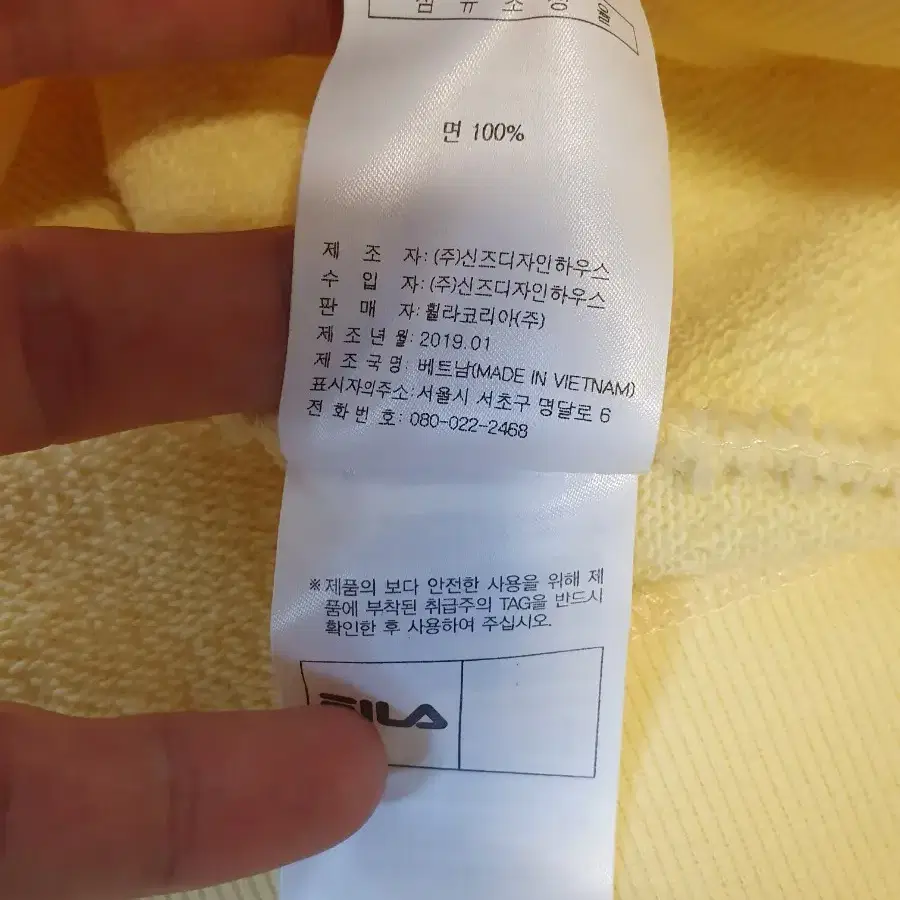 섬 유 소 성
면 100%
제 조 자: (주)신즈디자인하우스
수 입 자: (주)신즈디자인하우스
판 매 자: 휠라코리아(주)
제 조 년 월: 2019.01
제 조 국 명: 베트남(MADE IN VIETNAM)
표시자의주소: 서울시 서초구 명달로 6
전 화 번 호: 080-022-2468
※제품의 보다 안전한 사용을 위해 제
품에 부착된 취급주의 TAG을 반드시
확인한 후 사용하여 주십시오.
FILA